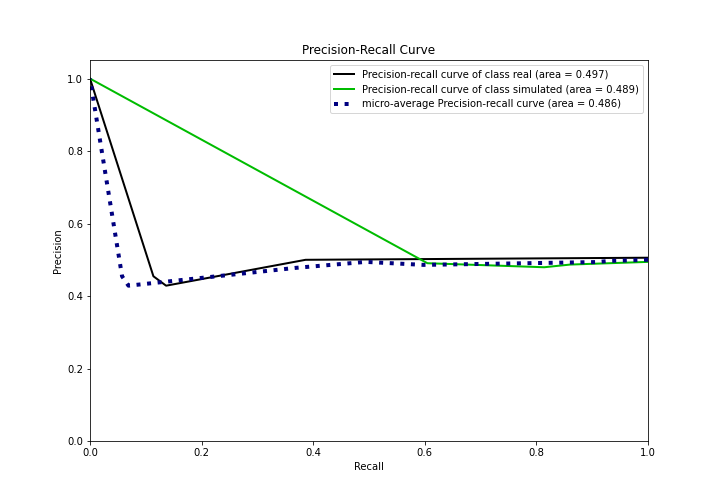 Precision-Recall Curve
Precision-recall curve of class real (area = 0.497)
Precision-recall curve of class simulated (area = 0.489)
micro-average Precision-recall curve (area = 0.486)
Precision
1.0
0.8
0.6
0.4
0.2
0.0
0.0 0.2 0.4 0.6 0.8 1.0
Recall